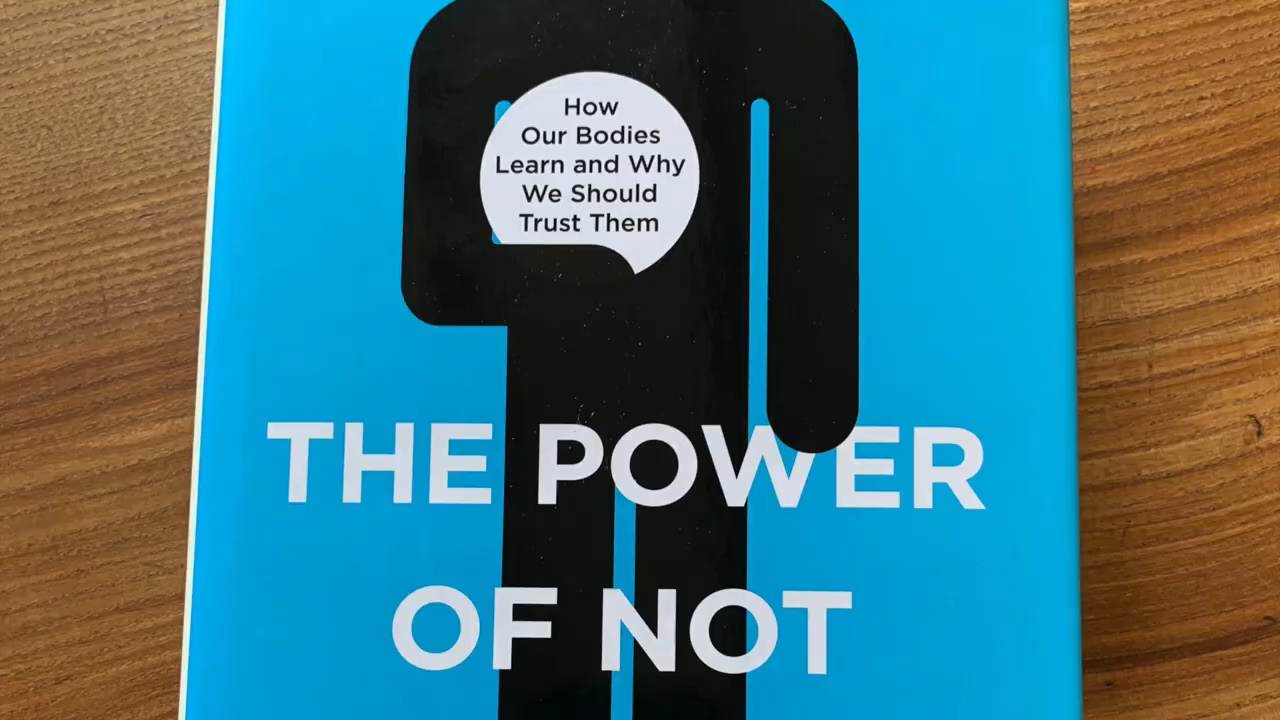 How
Our Bodies
Learn and Why
We Should
Trust Them
THE POWER
OF NOT